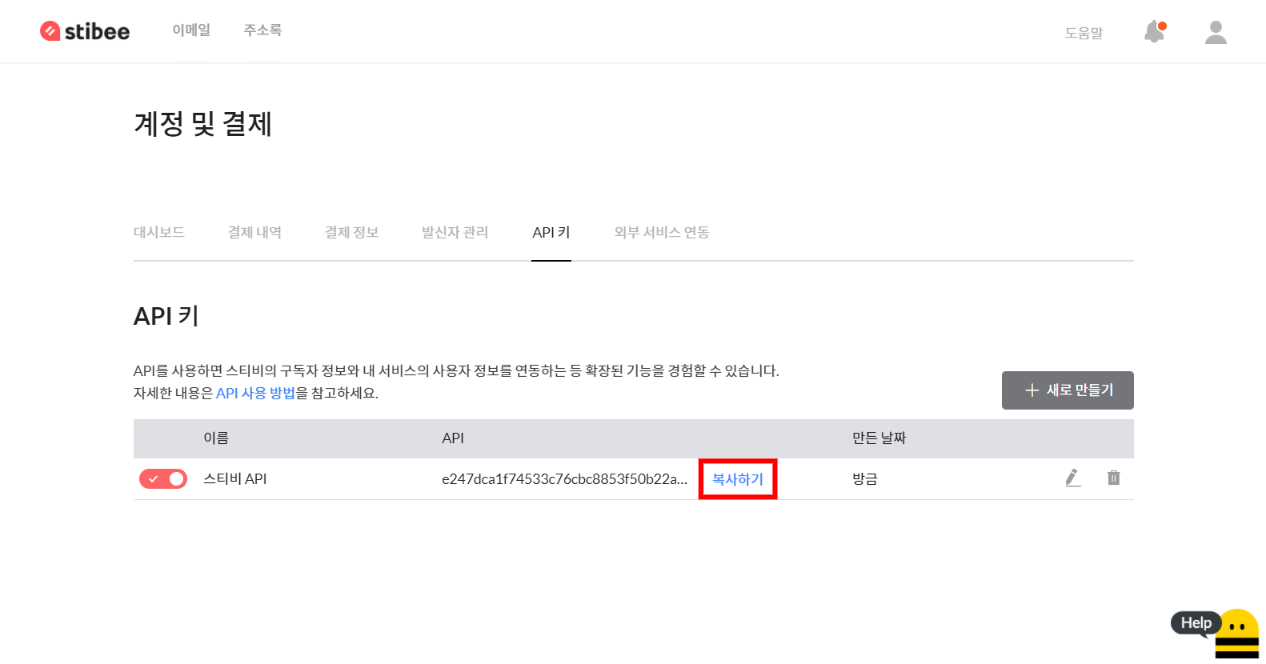 stibee 이메일 주소록 도움말
계정 및 결제
대시보드 결제 내역 결제 정보 발신자 관리 API 키 외부 서비스 연동
API 키
API를 사용하면 스티비의 구독자 정보와 내 서비스의 사용자 정보를 연동하는 등 확장된 기능을 경험할 수 있습니다.
자세한 내용은 API 사용 방법을 참고하세요.
새로 만들기
이름 API 만든 날짜
스티비 API e247dca1f74533c76cbc8853f50b22a... 복사하기 방금
Help